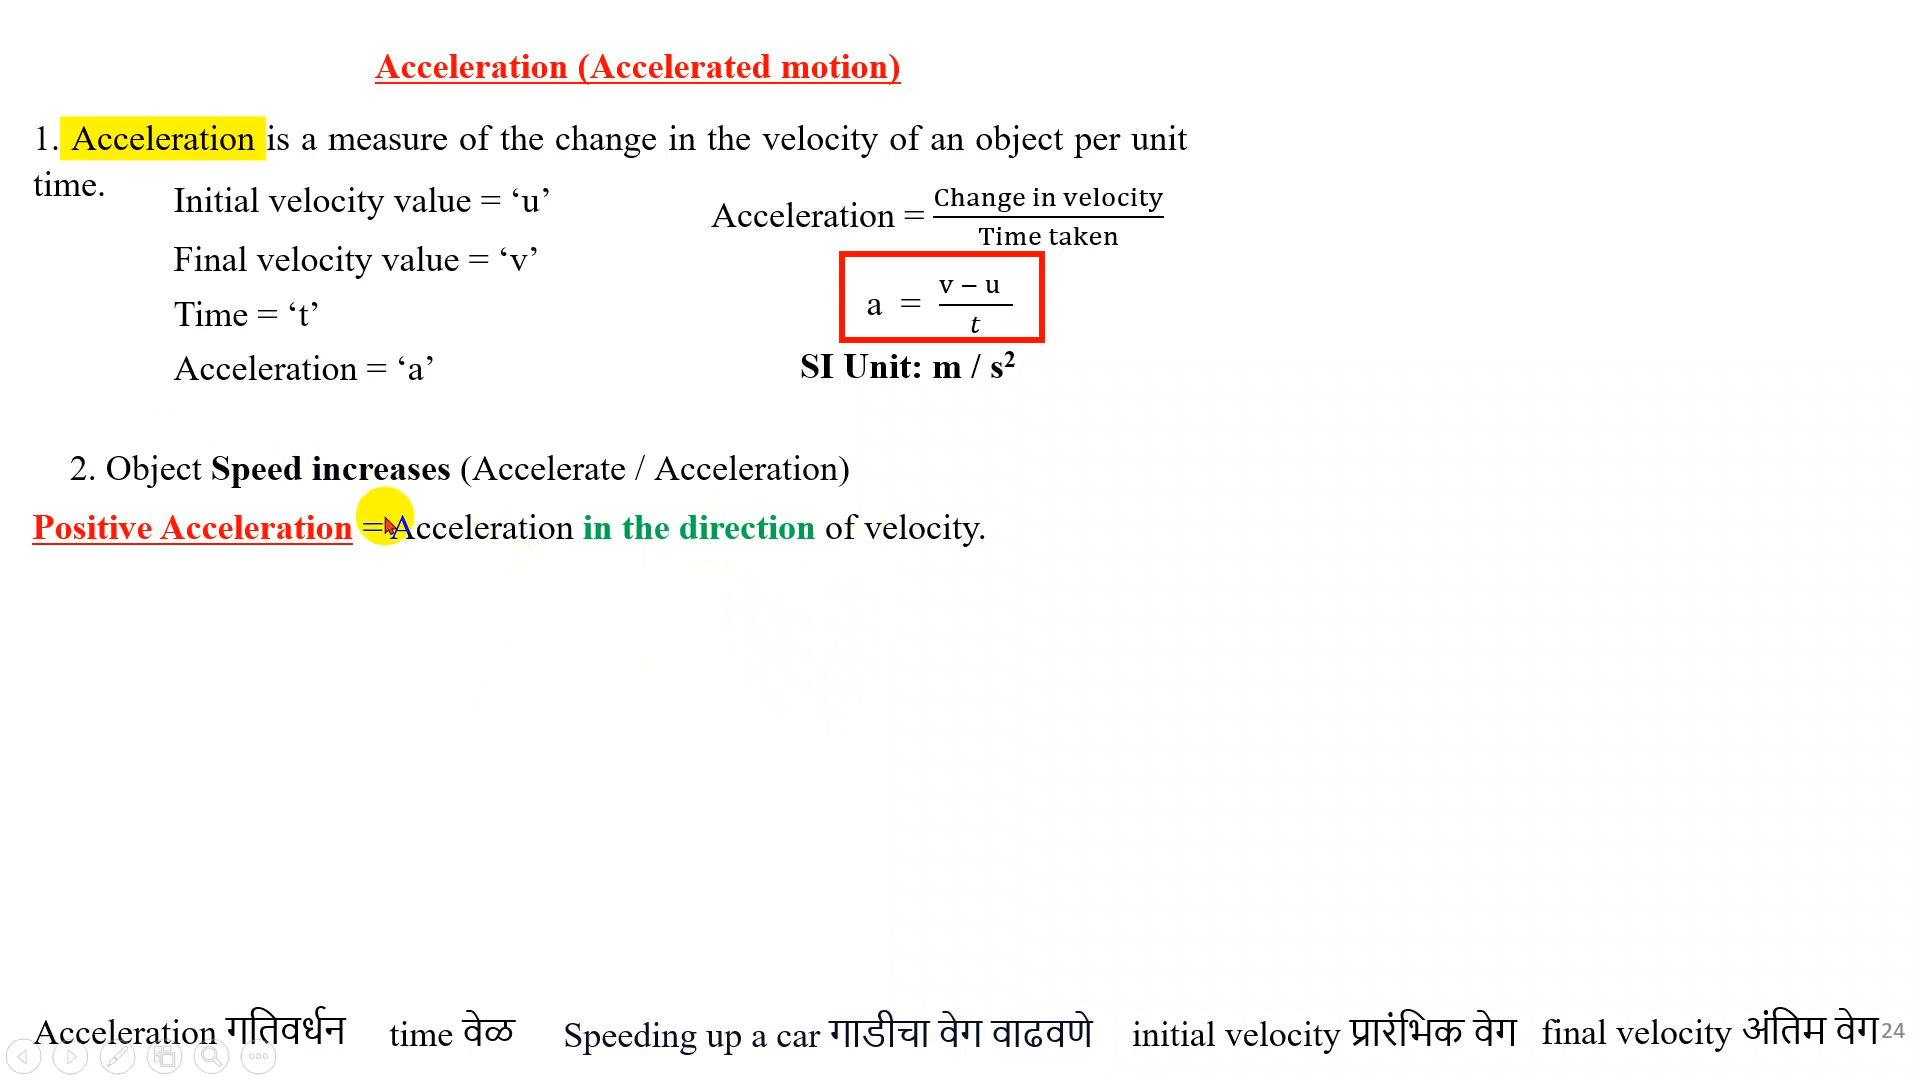 Acceleration (Accelerated motion)
1. Acceleration is a measure of the change in the velocity of an object per unit
time.
Initial velocity value = ‘u’
Final velocity value = ‘v’
Time = ‘t’
Acceleration = ‘a’
Acceleration = Change in velocity
Time taken
a = v – u
t
SI Unit: m / s²
2. Object Speed increases (Accelerate / Acceleration)
Positive Acceleration = Acceleration in the direction of velocity.
Acceleration गतिवर्धन time वेळ Speeding up a car गाडीचा वेग वाढवणे initial velocity प्रारंभिक वेग final velocity अंतिम वेग 24